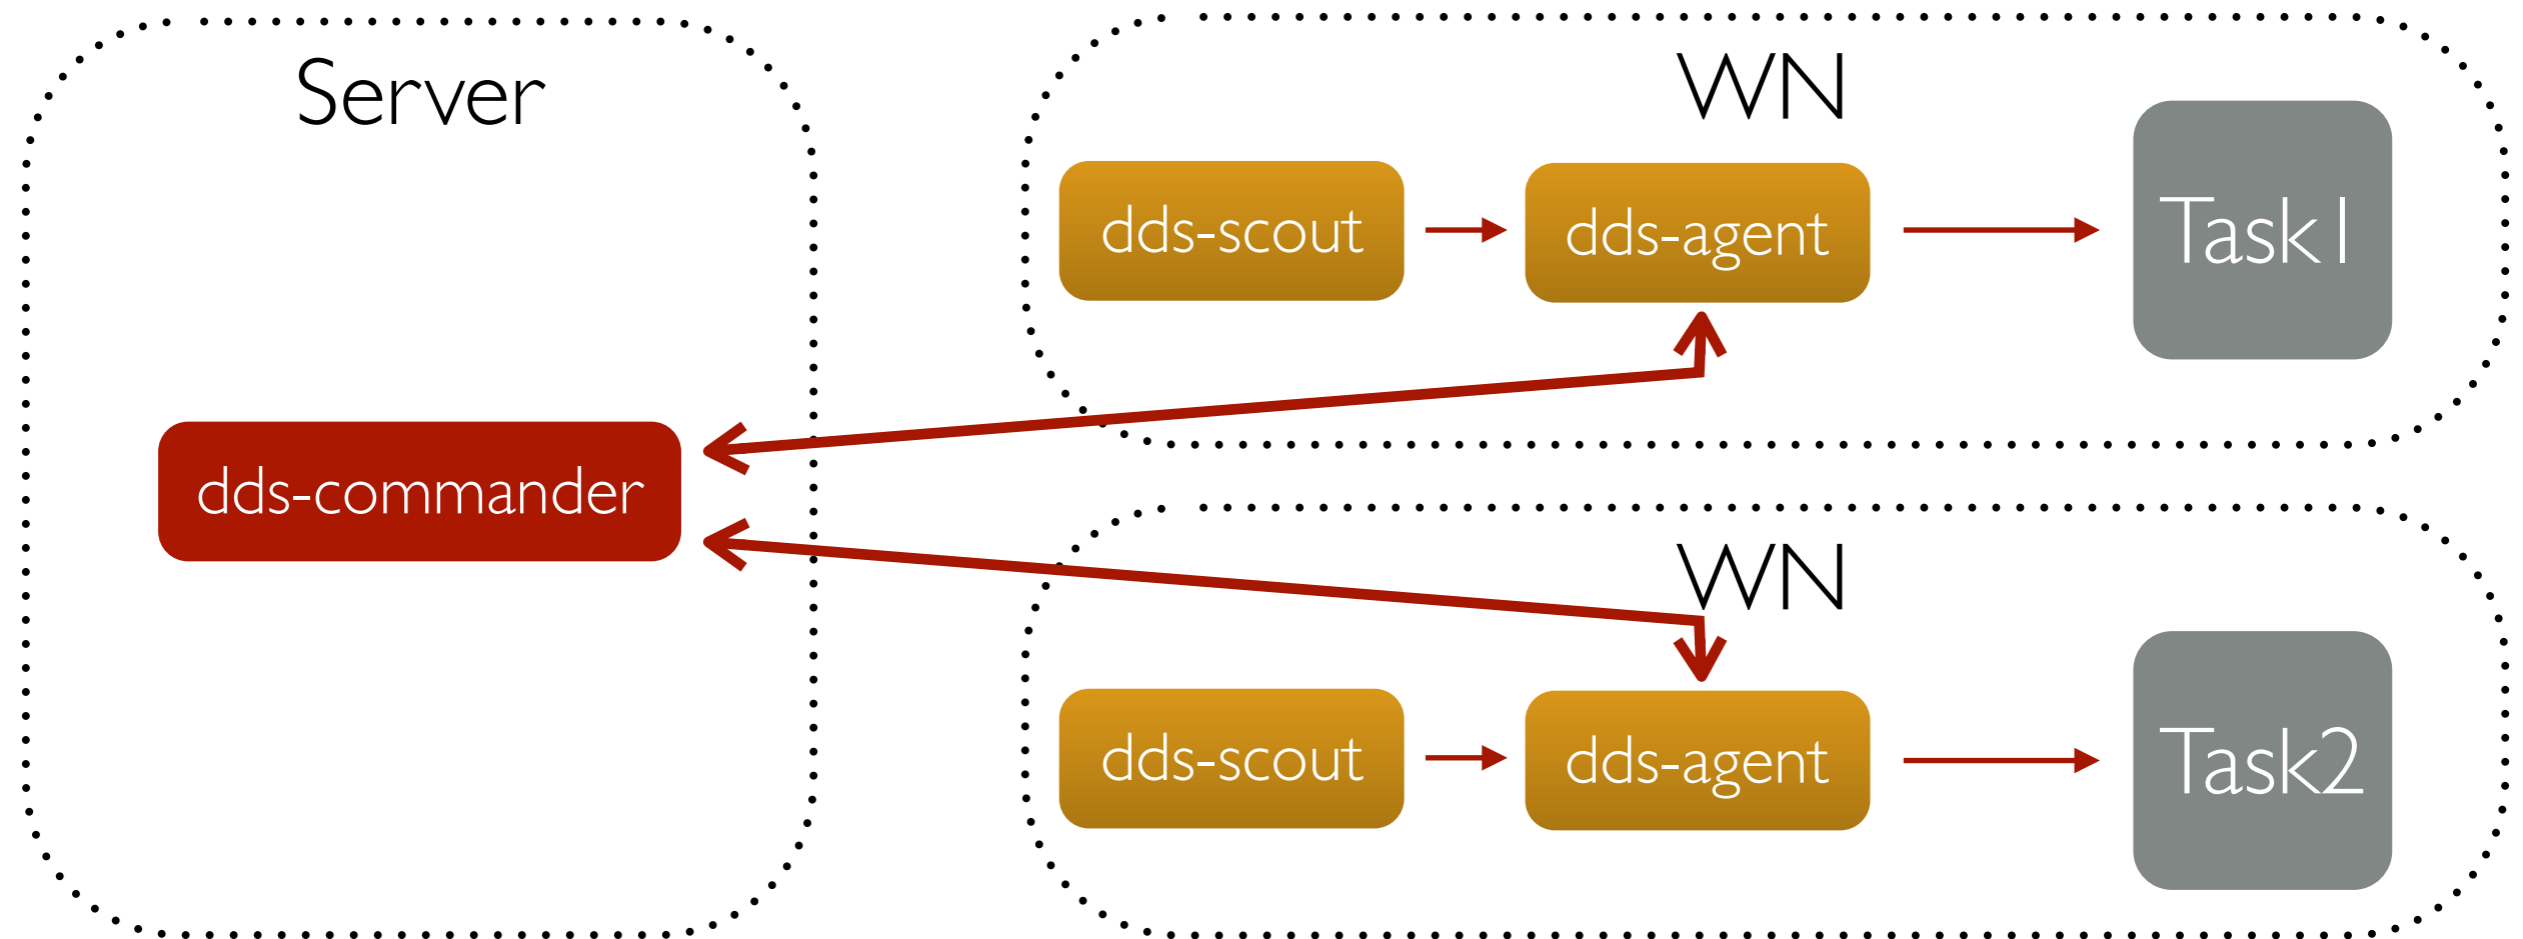 Server
dds-commander
WN
dds-scout
dds-agent
Task1
WN
dds-scout
dds-agent
Task2